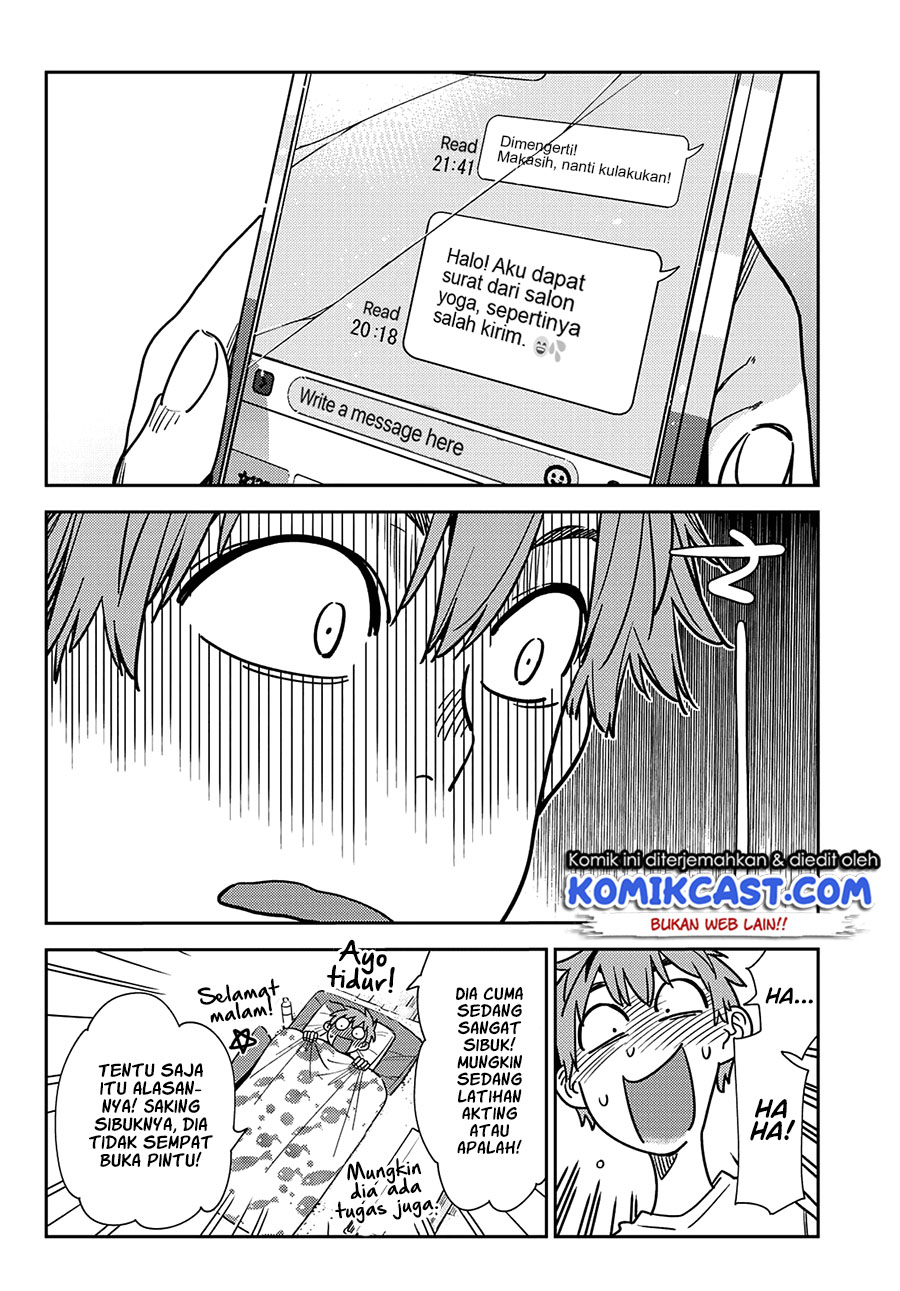 Read
21:41
Dimengerti!
Makasih, nanti kulakukan!
Read
20:18
Halo! Aku dapat
surat dari salon
yoga, sepertinya
salah kirim.
Write a message here
Komik ini diterjemahkan & diedit oleh
KOMIKCAST.COM
BUKAN WEB LAIN!!
HA...
HA
HA!
DIA CUMA
SEDANG
SANGAT
SIBUK!
MUNGKIN
SEDANG
LATIHAN
AKTING
ATAU
APALAH!
Ayo
tidur!
Selamat
malam!
TENTU SAJA
ITU ALASAN-
NYA! SAKING
SIBUKNYA, DIA
TIDAK SEMPAT
BUKA PINTU!
Mungkin
dia ada
tugas juga.